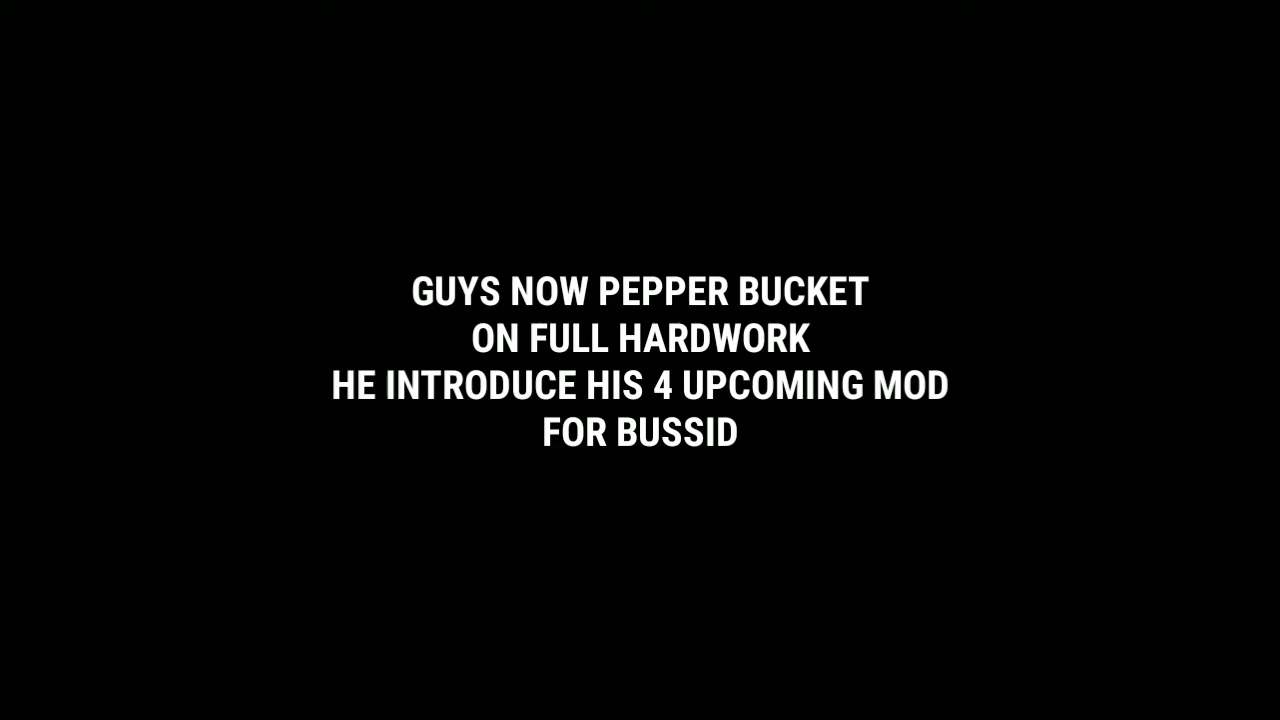 GUYS NOW PEPPER BUCKET
ON FULL HARDWORK
HE INTRODUCE HIS 4 UPCOMING MOD
FOR BUSSID